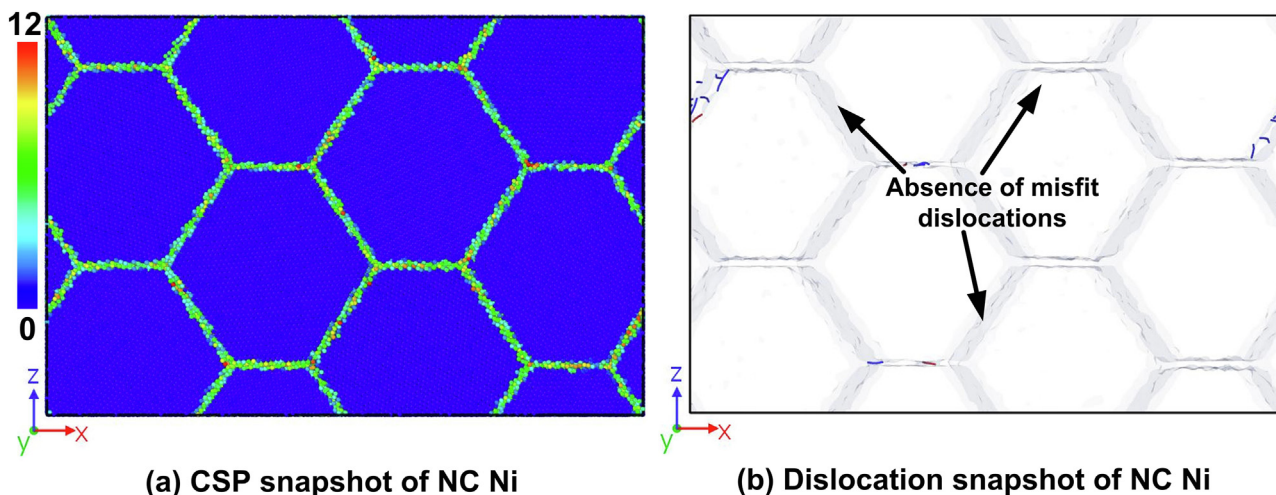 12
0
z
y
x
(a) CSP snapshot of NC Ni
Absence of misfit
dislocations
z
y
x
(b) Dislocation snapshot of NC Ni